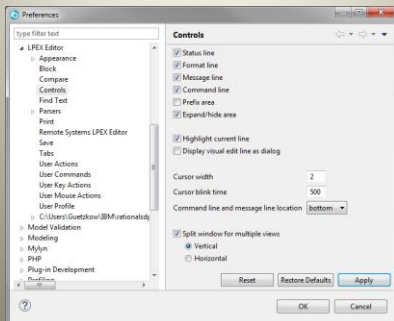 Preferences
type filter text
LPEX Editor
Appearance
Block
Compare
Controls
Find Text
Parsers
Print
Remote Systems LPEX Editor
Save
Tabs
User Actions
User Commands
User Key Actions
User Mouse Actions
User Profile
C:\Users\Guetzkow\IBM\rationalsdp
Model Validation
Modeling
Mylyn
PHP
Plug-in Development
Controls
Status line
Format line
Message line
Command line
Prefix area
Expand/hide area
Highlight current line
Display visual edit line as dialog
Cursor width 2
Cursor blink time 500
Command line and message line location bottom
Split window for multiple views
Vertical
Horizontal
Reset Restore Defaults Apply
OK Cancel